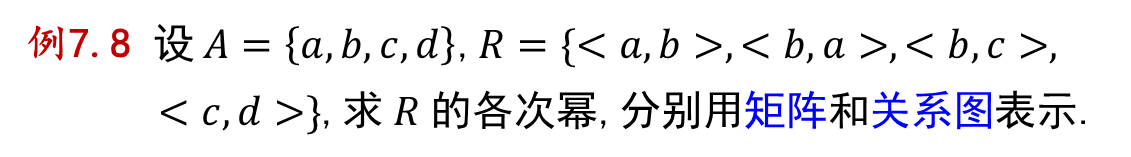 例7.8 设 A = {a, b, c, d}, R = {< a, b >,< b, a >,< b, c >,
< c, d >}, 求 R 的各次幂, 分别用矩阵和关系图表示.